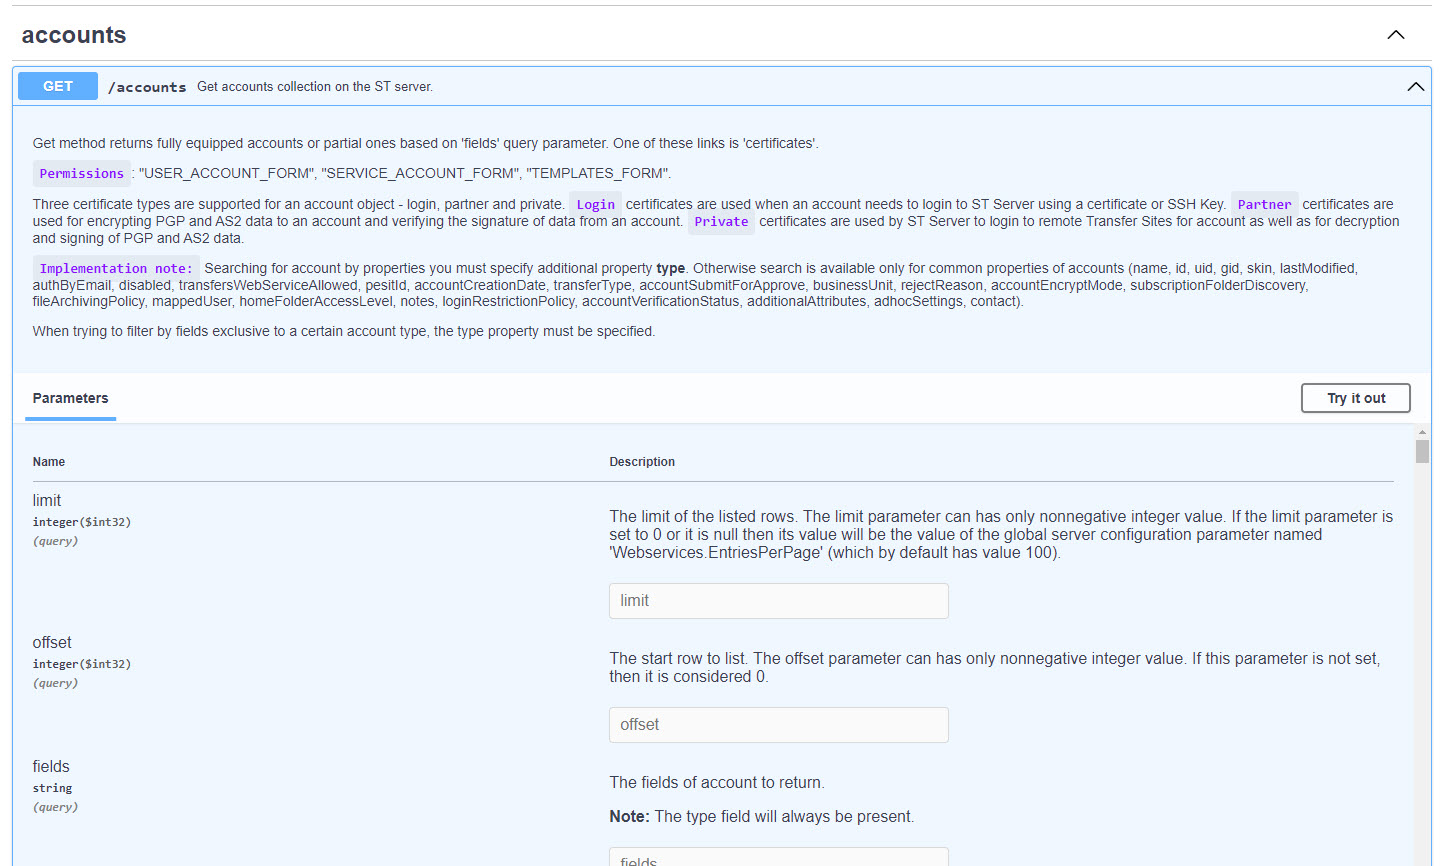 accounts
GET /accounts Get accounts collection on the ST server.
Get method returns fully equipped accounts or partial ones based on 'fields' query parameter. One of these links is 'certificates'.
Permissions : "USER_ACCOUNT_FORM", "SERVICE_ACCOUNT_FORM", "TEMPLATES_FORM".
Three certificate types are supported for an account object - login, partner and private. Login certificates are used when an account needs to login to ST Server using a certificate or SSH Key. Partner certificates are
used for encrypting PGP and AS2 data to an account and verifying the signature of data from an account. Private certificates are used by ST Server to login to remote Transfer Sites for account as well as for decryption
and signing of PGP and AS2 data.
Implementation note: Searching for account by properties you must specify additional property type. Otherwise search is available only for common properties of accounts (name, id, uid, gid, skin, lastModified,
authByEmail, disabled, transfersWebServiceAllowed, pesitId, accountCreationDate, transferType, accountSubmitForApprove, businessUnit, rejectReason, accountEncryptMode, subscriptionFolderDiscovery,
fileArchivingPolicy, mappedUser, homeFolderAccessLevel, notes, loginRestrictionPolicy, accountVerificationStatus, additionalAttributes, adhocSettings, contact).
When trying to filter by fields exclusive to a certain account type, the type property must be specified.
Parameters
Try it out
Name
Description
limit
integer($int32)
(query)
The limit of the listed rows. The limit parameter can has only nonnegative integer value. If the limit parameter is
set to 0 or it is null then its value will be the value of the global server configuration parameter named
'Webservices.EntriesPerPage' (which by default has value 100).
limit
offset
integer($int32)
(query)
The start row to list. The offset parameter can has only nonnegative integer value. If this parameter is not set,
then it is considered 0.
offset
fields
string
(query)
The fields of account to return.
Note: The type field will always be present.
fields